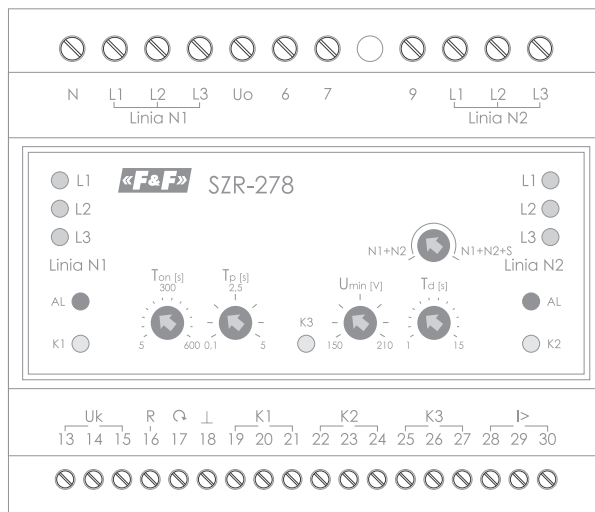 N L1 L2 L3 Uo 6 7 9 L1 L2 L3
Linia N1 Linia N2
L1 «F&F» SZR-278 L1
L2 L2
L3 L3
N1+N2 N1+N2+S
Linia N1 Linia N2
Ton [s] Tp [s] Umin [V] Td [s]
300 2,5
AL AL
K1 K3 K2
5 600 0,1 5 150 210 1 15
Uk R ⊥ K1 K2 K3 I>
13 14 15 16 17 18 19 20 21 22 23 24 25 26 27 28 29 30